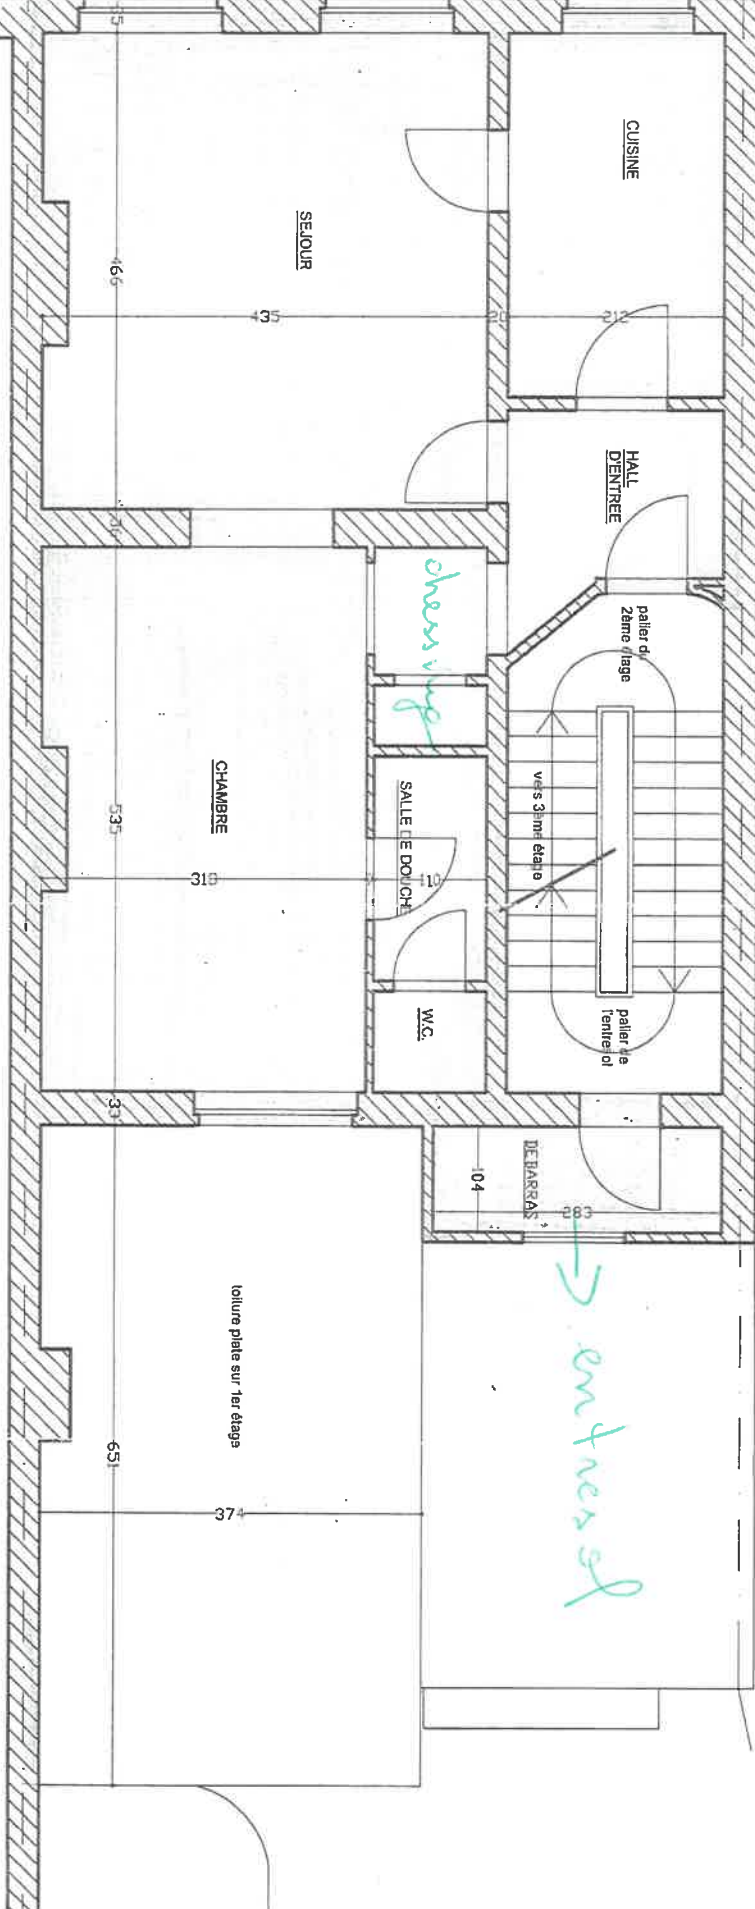 CUISINE
SEJOUR
466
435
20
212
HALL
D'ENTREE
palier du
2ème étage
dressing
vers 3ème étage
CHAMBRE
535
318
SALLE DE DOUCHE
110
W.C.
palier de
l'entresol
33
DEBARRAS
104
283
→ entresol
toiture plate sur 1er étage
651
374